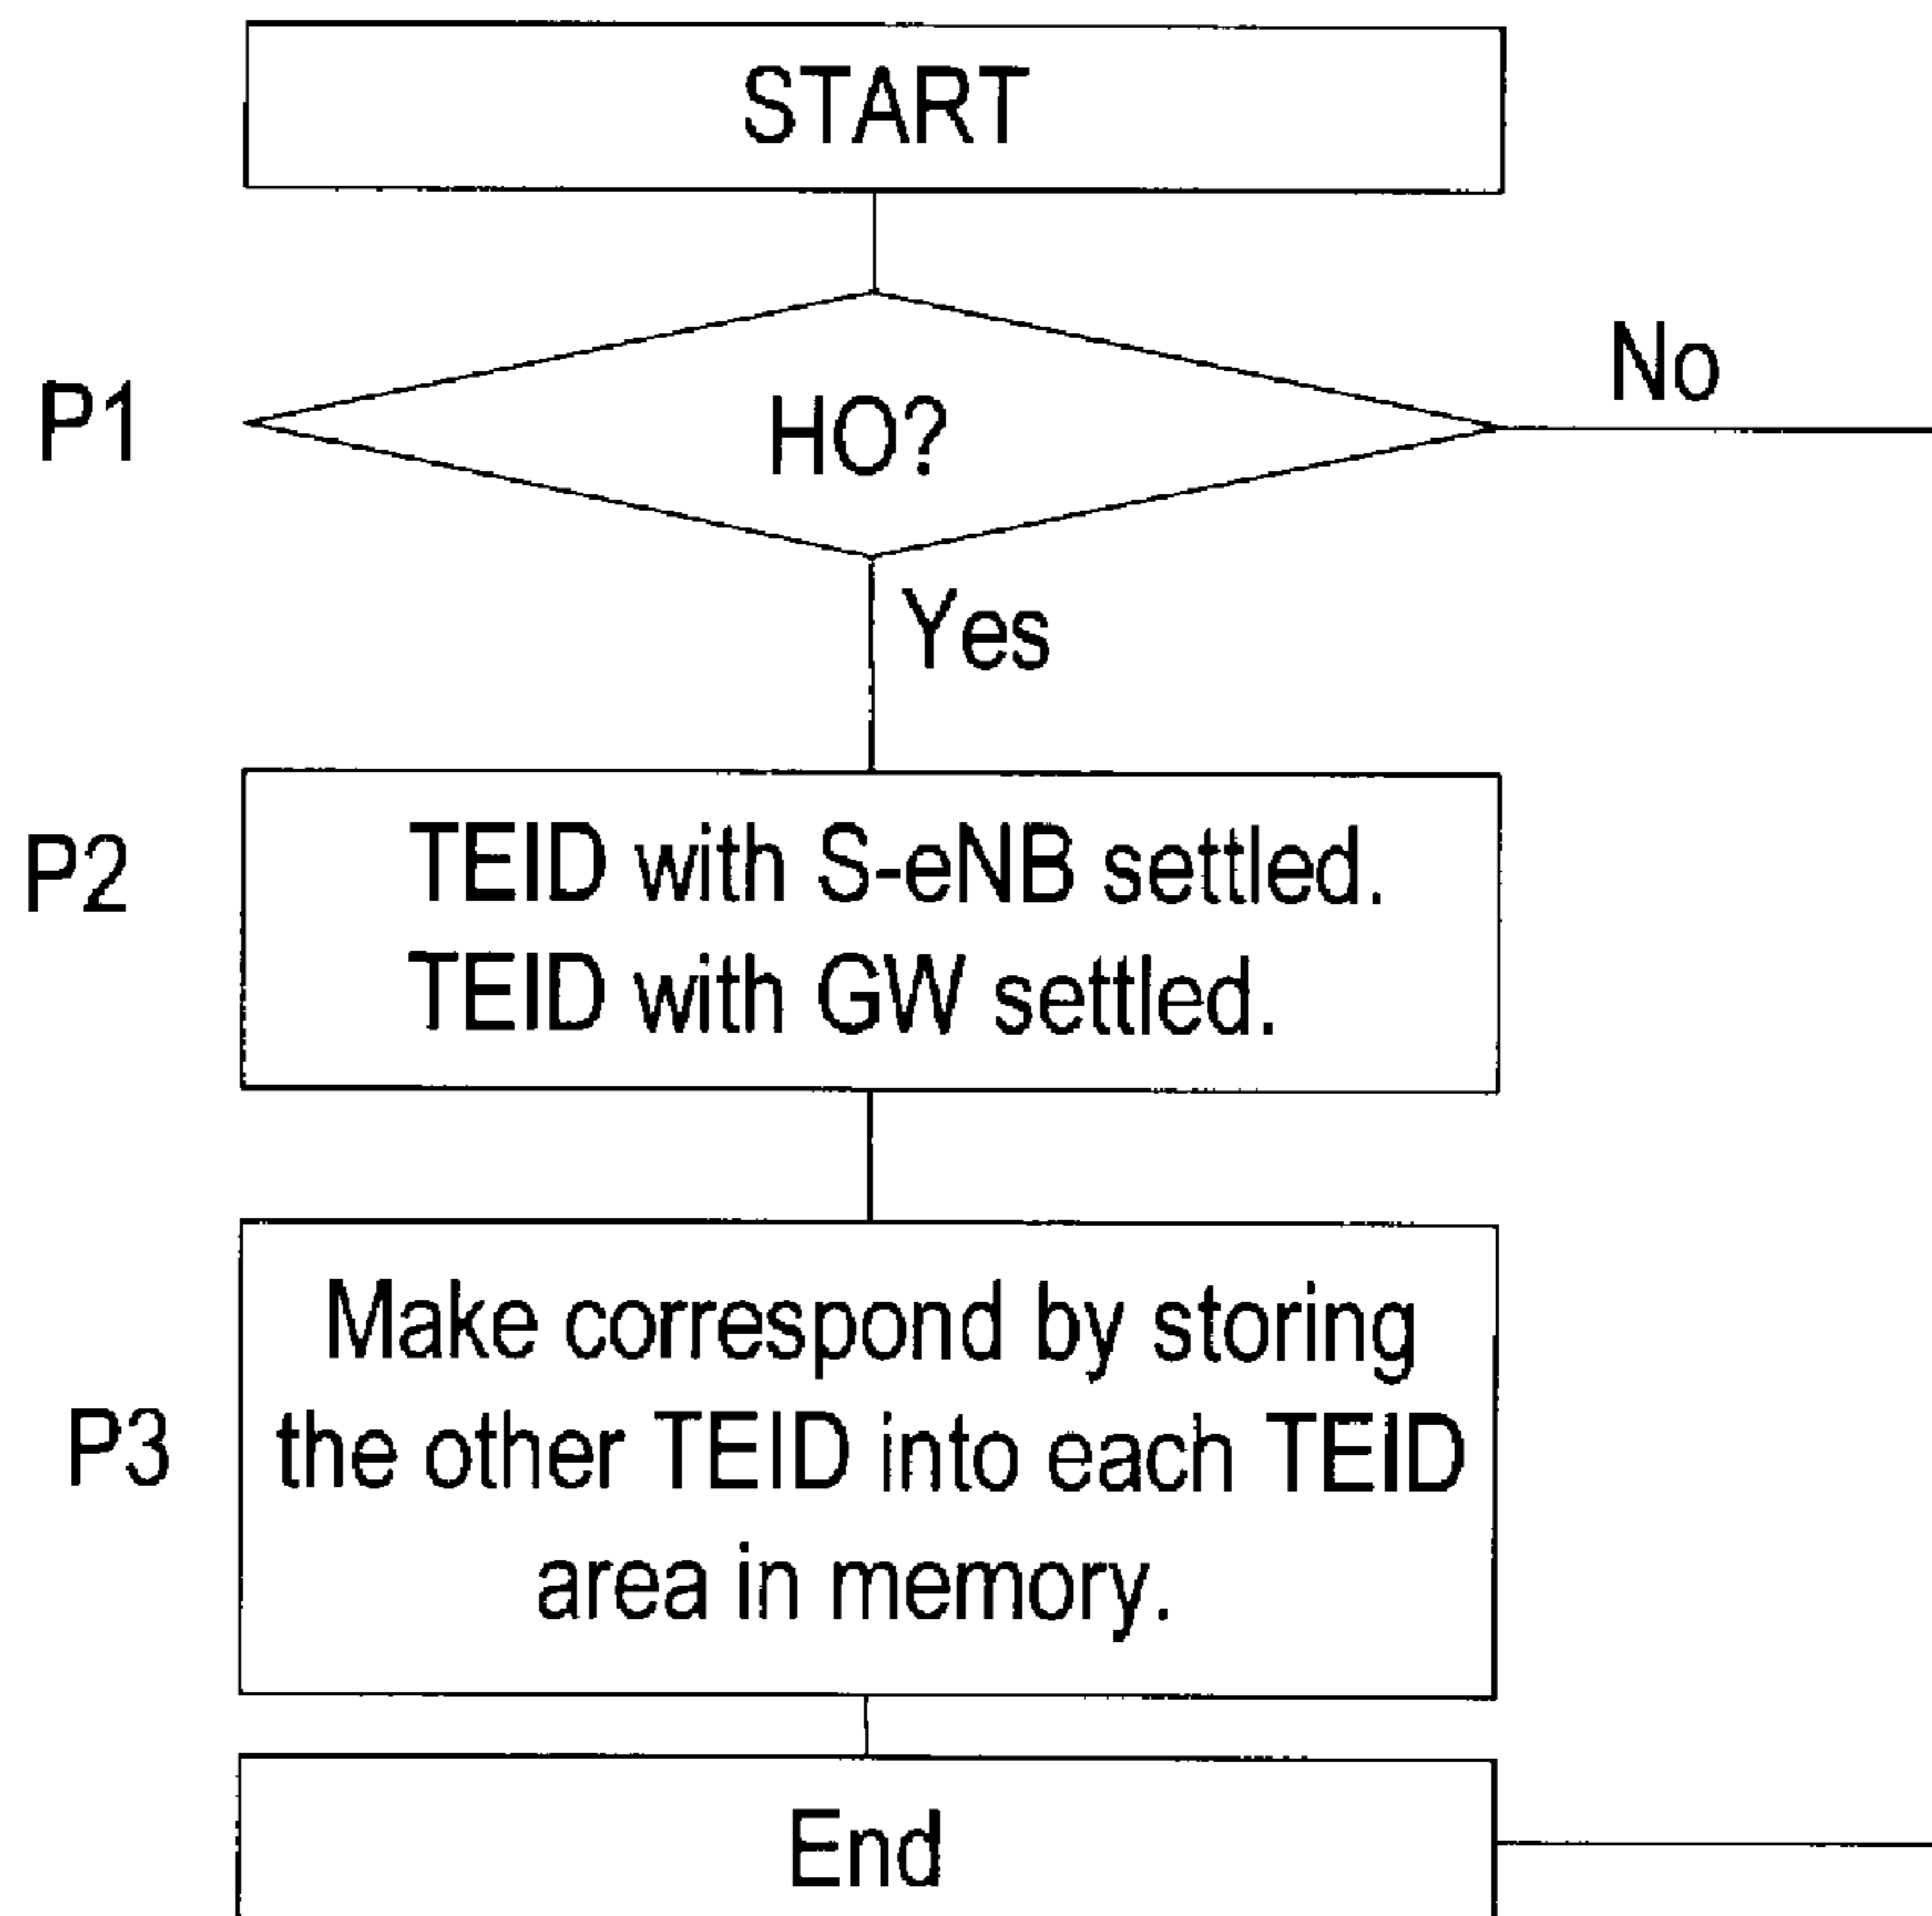 START
P1
HO?
No
Yes
P2
TEID with S-eNB settled.
TEID with GW settled.
P3
Make correspond by storing
the other TEID into each TEID
area in memory.
End